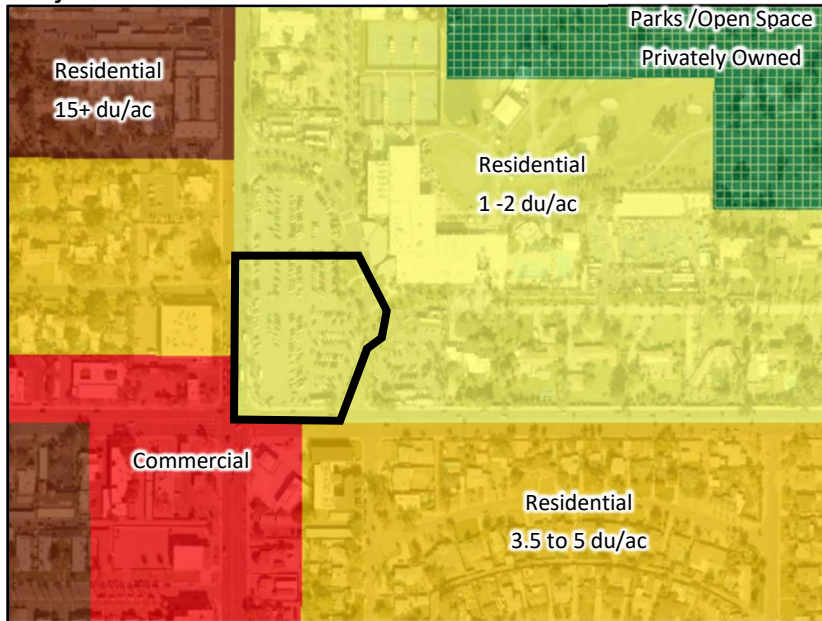 Parks /Open Space
Privately Owned
Residential
15+ du/ac
Residential
1 -2 du/ac
Commercial
Residential
3.5 to 5 du/ac